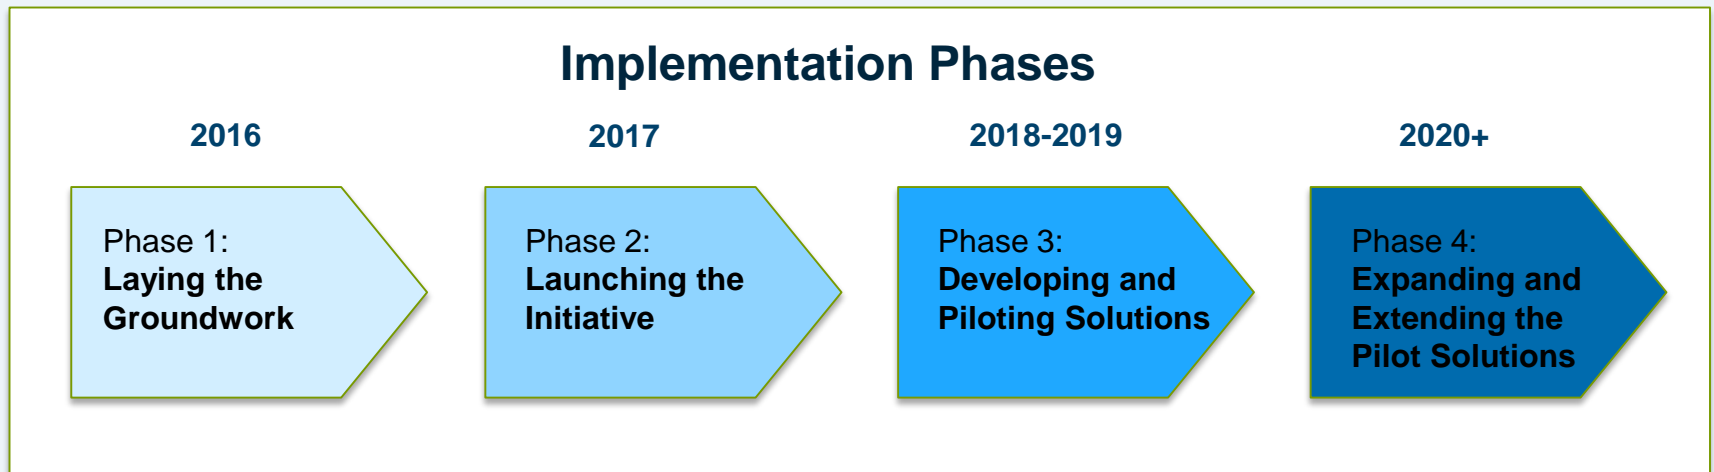 Implementation Phases
2016
2017
2018-2019
2020+
Phase 1:
Laying the
Groundwork
Phase 2:
Launching the
Initiative
Phase 3:
Developing and
Piloting Solutions
Phase 4:
Expanding and
Extending the
Pilot Solutions